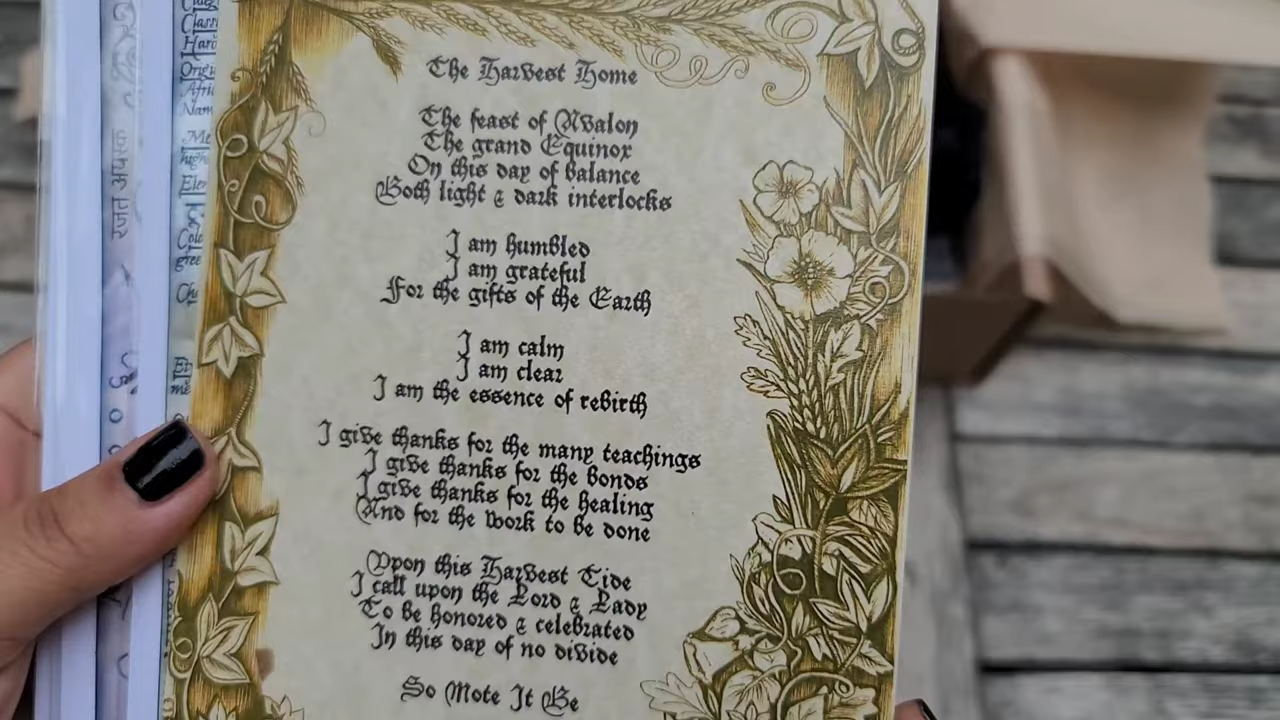 The Harvest Home
The feast of Avalon
The grand Equinox
On this day of balance
Both light & dark interlocks
I am humbled
I am grateful
For the gifts of the Earth
I am calm
I am clear
I am the essence of rebirth
I give thanks for the many teachings
I give thanks for the bonds
I give thanks for the healing
And for the work to be done
Upon this Harvest Tide
I call upon the Lord & Lady
To be honored & celebrated
In this day of no divide
So Mote It Be